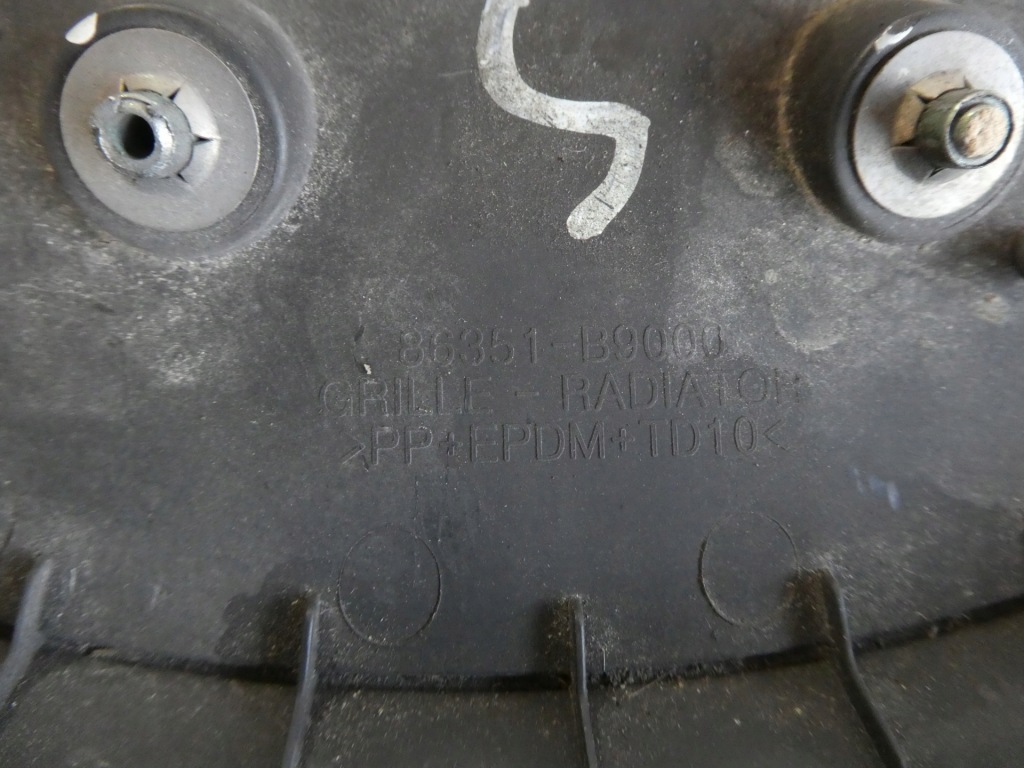 86351-B9000
GRILLE - RADIATOR
>PP+EPDM+TD10<